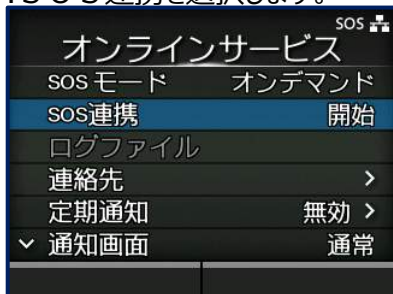 SOS連携を選択します。
SOS
オンラインサービス
SOSモード オンデマンド
SOS連携 開始
ログファイル
連絡先 >
定期通知 無効 >
通知画面 通常